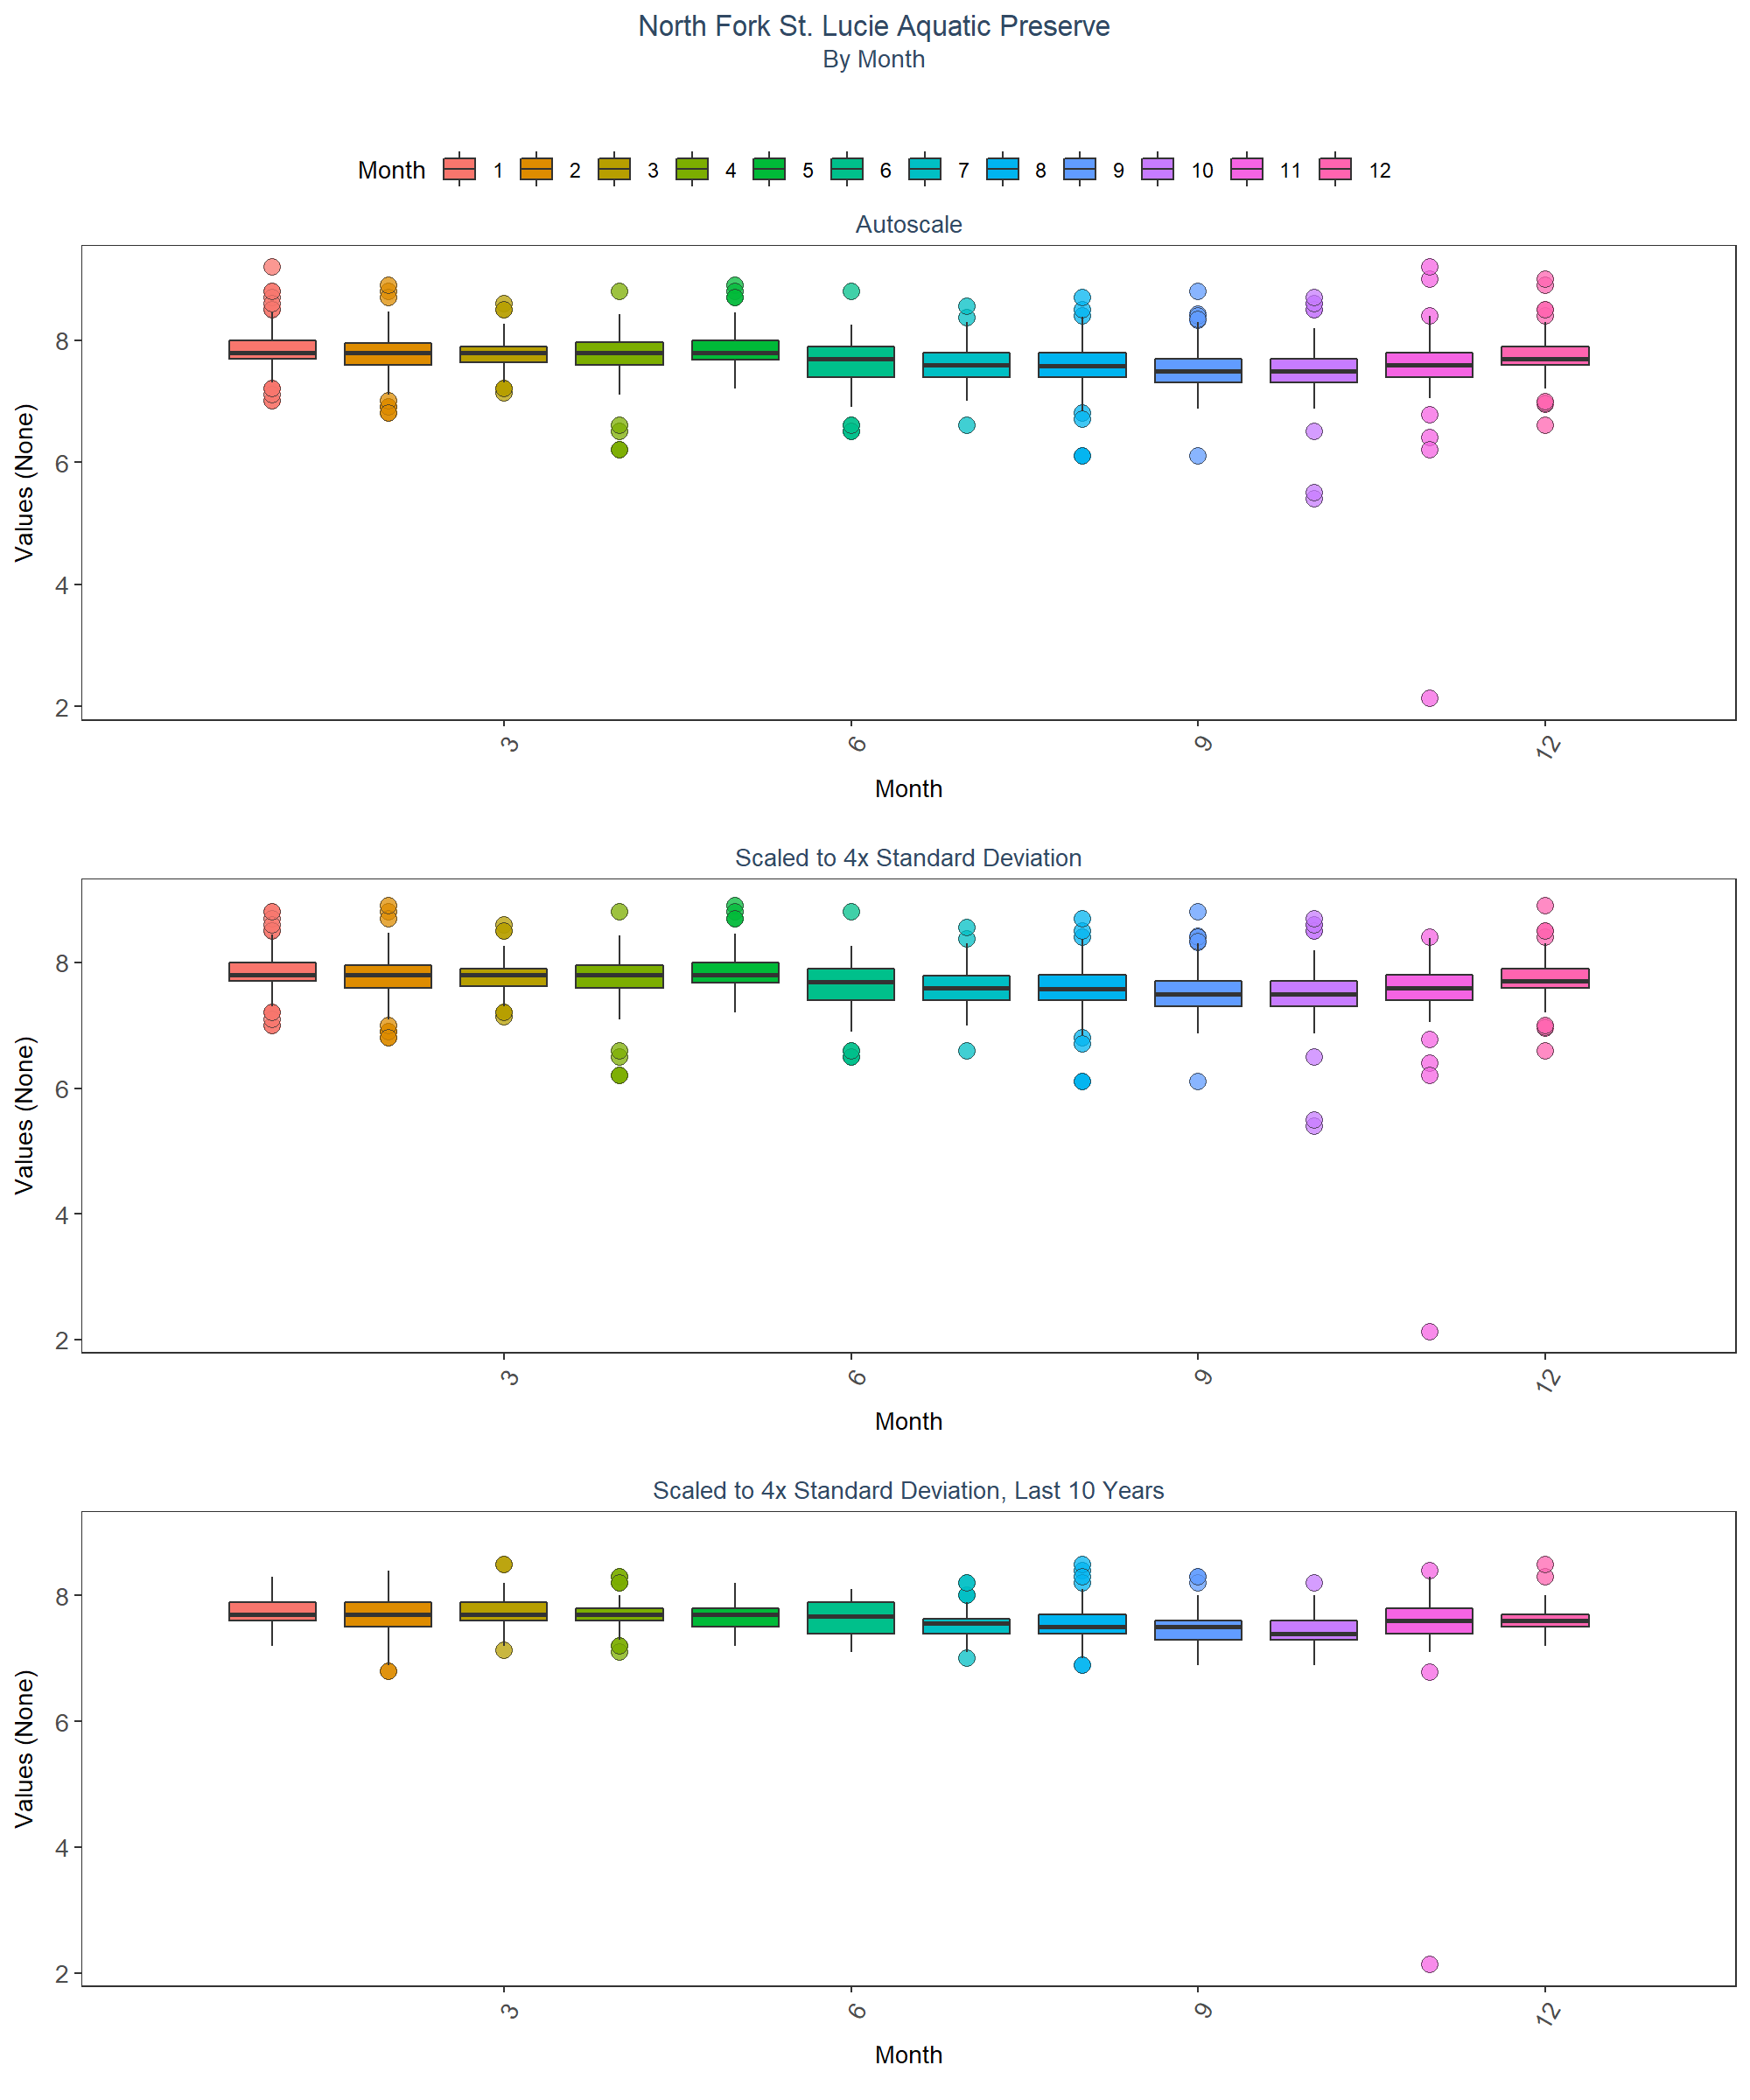 North Fork St. Lucie Aquatic Preserve
By Month
Month 1 2 3 4 5 6 7 8 9 10 11 12
Autoscale
Values (None)
8
6
4
2
3 6 9 12
Month
Scaled to 4x Standard Deviation
Values (None)
8
6
4
2
3 6 9 12
Month
Scaled to 4x Standard Deviation, Last 10 Years
Values (None)
8
6
4
2
3 6 9 12
Month